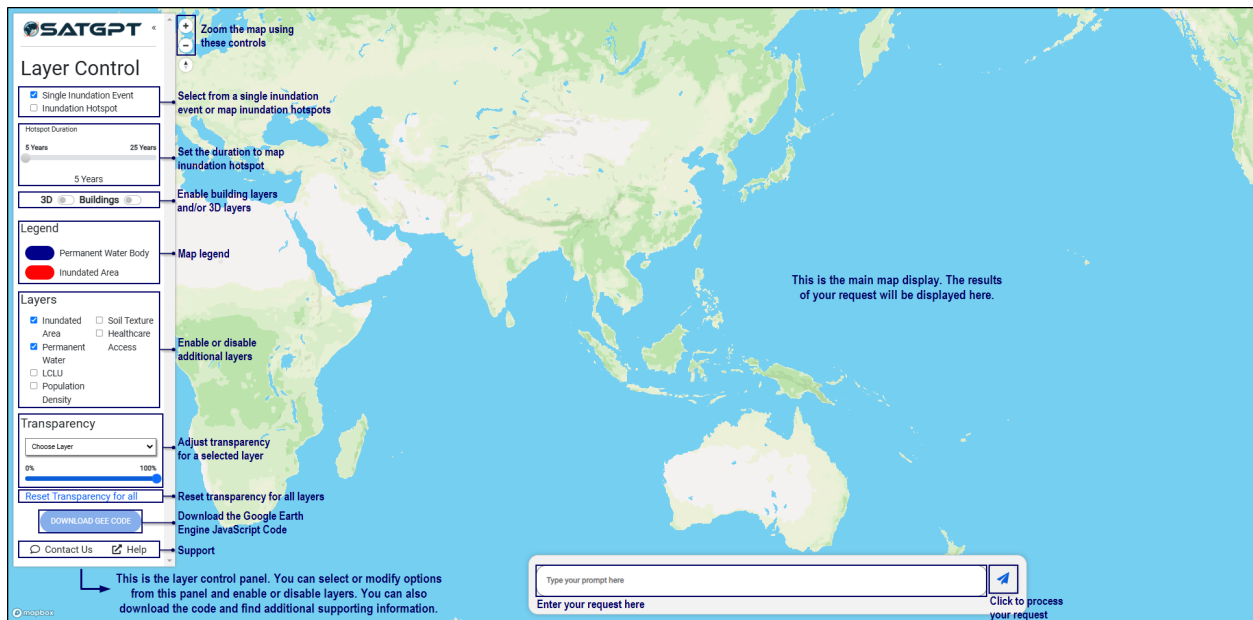 SATGPT «
Layer Control
Single Inundation Event
Inundation Hotspot
Hotspot Duration
5 Years 25 Years
5 Years
3D Buildings
Legend
Permanent Water Body
Inundated Area
Layers
Inundated Area
Permanent Water
LCLU
Population Density
Soil Texture
Healthcare Access
Transparency
Choose Layer
0% 100%
Reset Transparency for all
DOWNLOAD GEE CODE
Contact Us Help
+
−
Zoom the map using
these controls
Select from a single inundation
event or map inundation hotspots
Set the duration to map
inundation hotspot
Enable building layers
and/or 3D layers
Map legend
Enable or disable
additional layers
Adjust transparency
for a selected layer
Reset transparency for all layers
Download the Google Earth
Engine JavaScript Code
Support
This is the layer control panel. You can select or modify options
from this panel and enable or disable layers. You can also
download the code and find additional supporting information.
This is the main map display. The results
of your request will be displayed here.
Type your prompt here
Enter your request here
Click to process
your request
mapbox